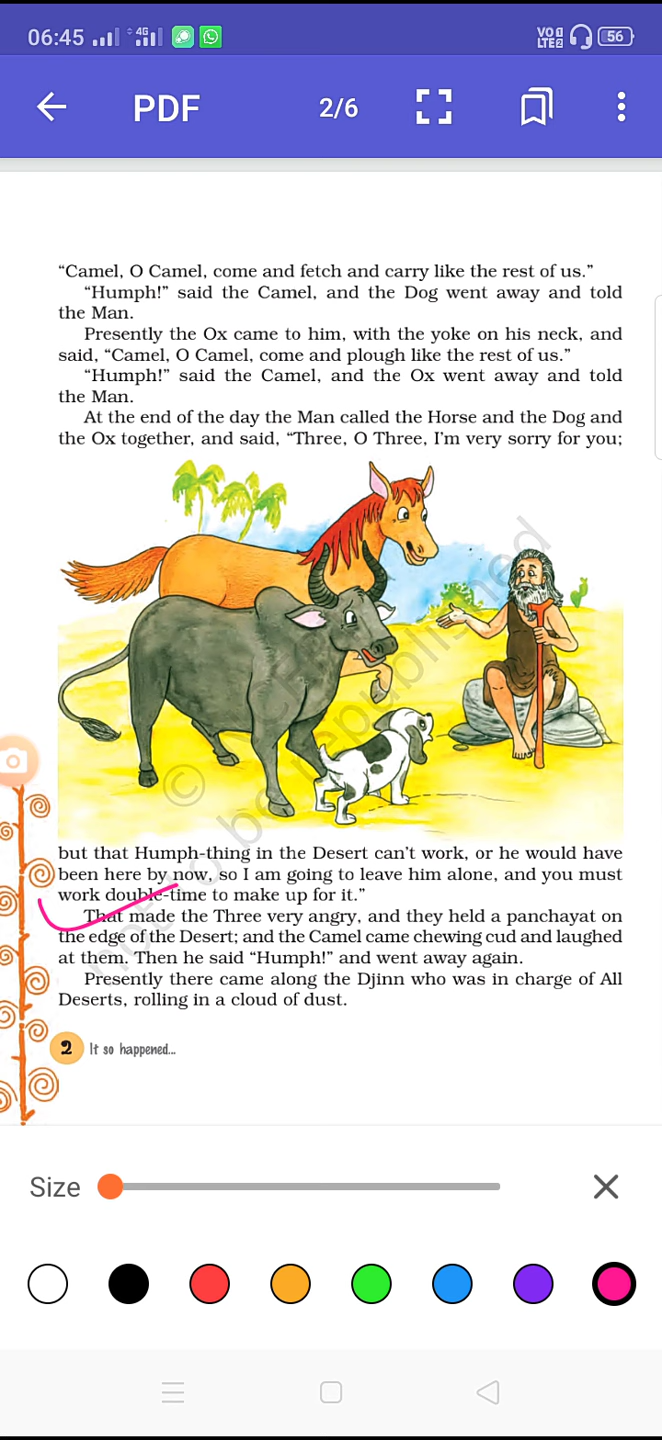 06:45
4G
VO
LTE2
56
PDF
2/6
“Camel, O Camel, come and fetch and carry like the rest of us.”
“Humph!” said the Camel, and the Dog went away and told
the Man.
Presently the Ox came to him, with the yoke on his neck, and
said, “Camel, O Camel, come and plough like the rest of us.”
“Humph!” said the Camel, and the Ox went away and told
the Man.
At the end of the day the Man called the Horse and the Dog and
the Ox together, and said, “Three, O Three, I’m very sorry for you;
©
be republished
but that Humph-thing in the Desert can’t work, or he would have
been here by now, so I am going to leave him alone, and you must
work double-time to make up for it.”
That made the Three very angry, and they held a panchayat on
the edge of the Desert; and the Camel came chewing cud and laughed
at them. Then he said “Humph!” and went away again.
Presently there came along the Djinn who was in charge of All
Deserts, rolling in a cloud of dust.
not to
2 It so happened...
Size